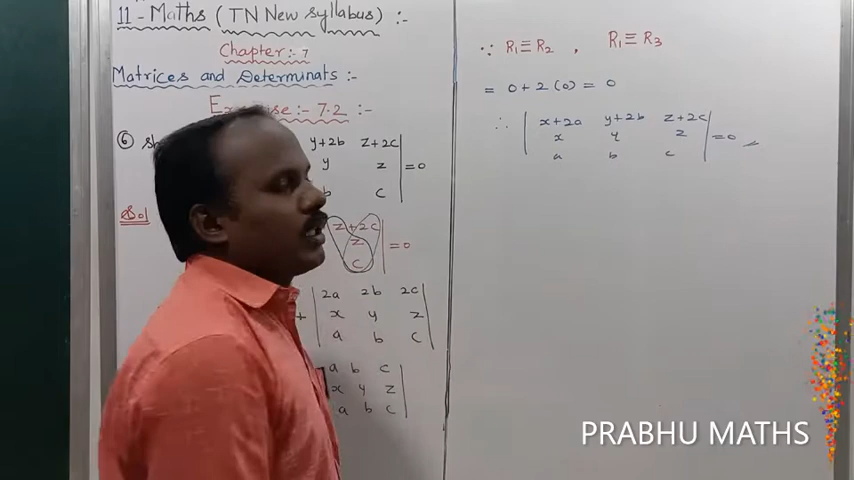 11 - Maths (TN New syllabus) :-
Chapter :- 7
Matrices and Determinats :-
Exercise :- 7.2 :-
⑥ y+2b z+2c
y z = 0
b c
Sol
z+2c
z = 0
c
+ 2a 2b 2c
x y z
a b c
a b c
x y z
a b c
∵ R₁≡R₂ , R₁≡R₃
= 0+2(0) = 0
∴ x+2a y+2b z+2c
x y z = 0
a b c
PRABHU MATHS